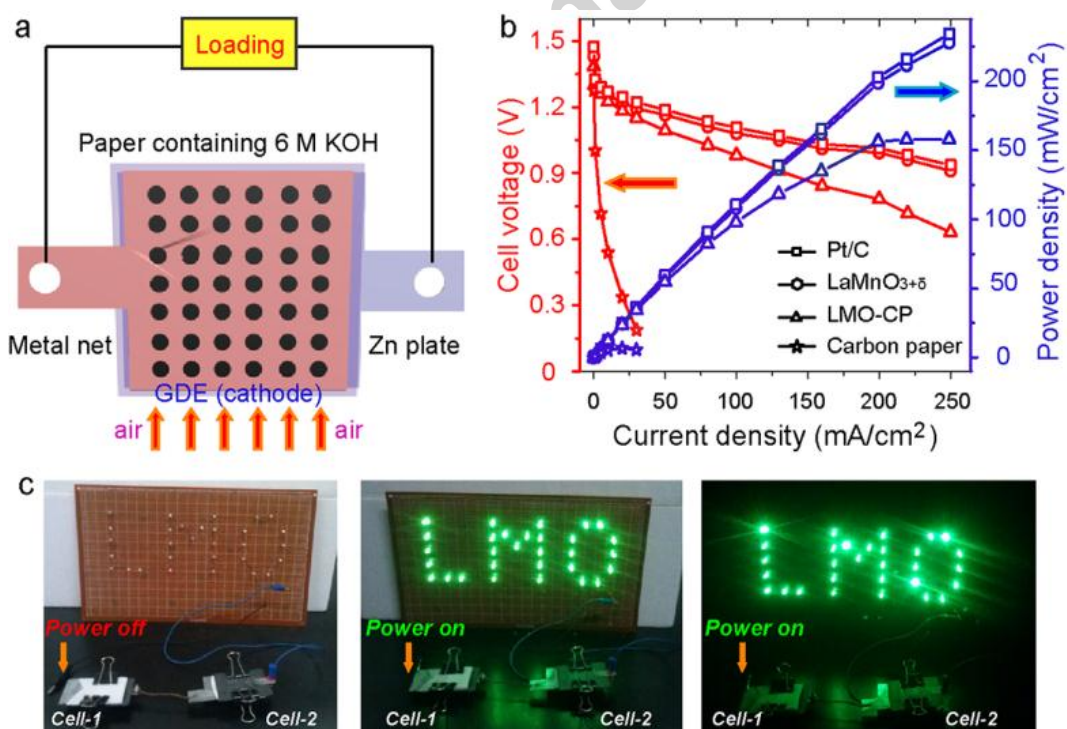 a
Loading
Paper containing 6 M KOH
Metal net
Zn plate
GDE (cathode)
air
air
b
Cell voltage (V)
1.5
1.2
0.9
0.6
0.3
0
Pt/C
LaMnO3+δ
LMO-CP
Carbon paper
200
150
100
50
0
Power density (mW/cm²)
0 50 100 150 200 250
Current density (mA/cm²)
c
Power off
Cell-1
Cell-2
LMO
Power on
Cell-1
Cell-2
LMO
Power on
Cell-1
Cell-2